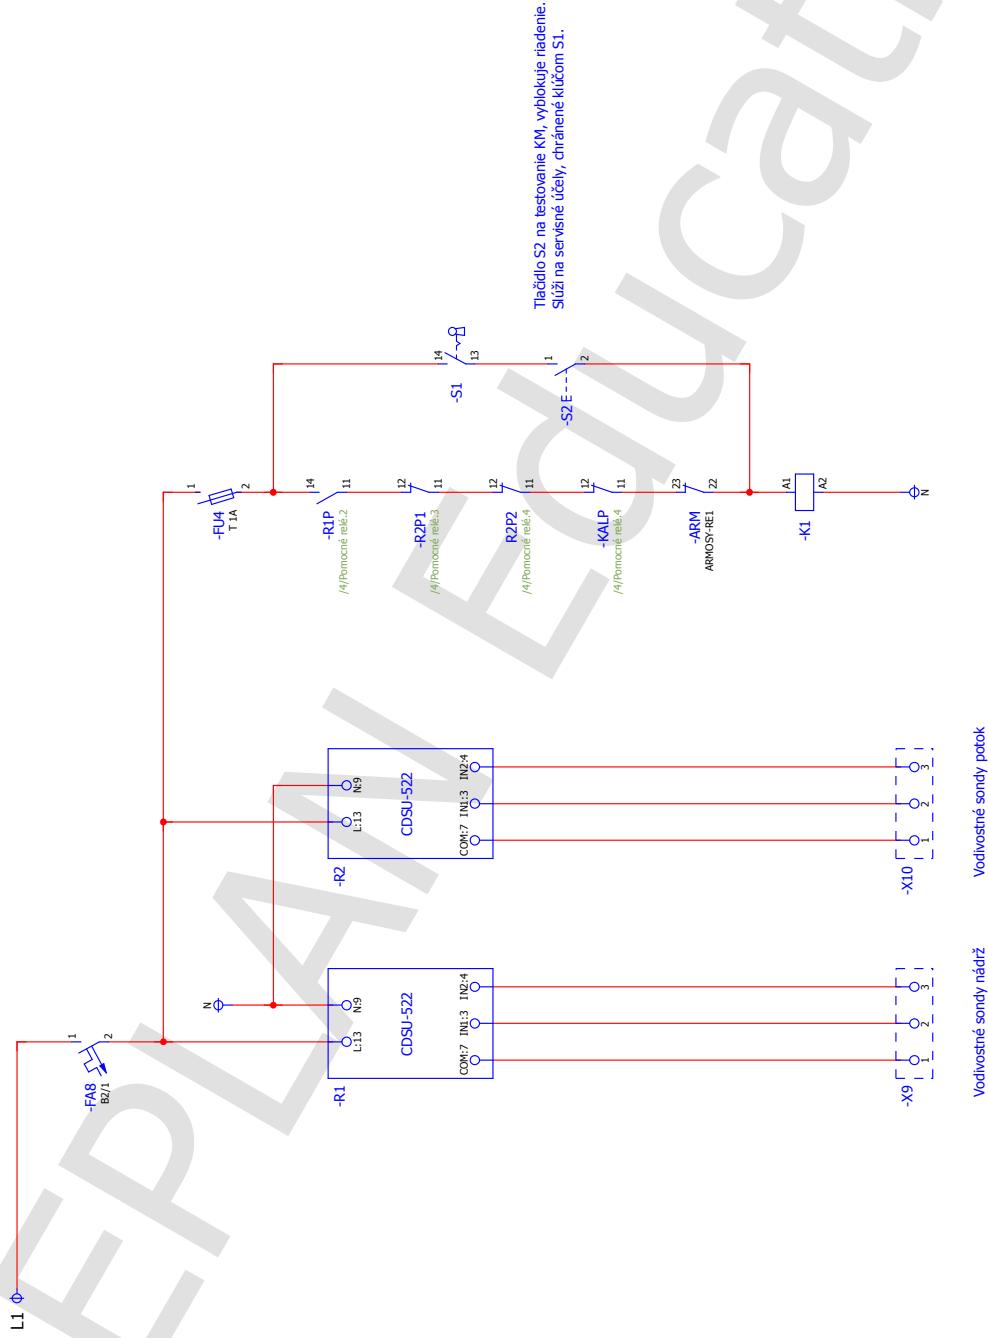 L1
-FA8
B2/1
1
2
N
-R1
CDSU-522
L:13
N:9
COM:7
IN1:3
IN2:4
-X9
1
2
3
Vodivostné sondy nádrž
-R2
CDSU-522
L:13
N:9
COM:7
IN1:3
IN2:4
-X10
1
2
3
Vodivostné sondy potok
-FU4
T 1A
1
2
-R1P
/4/Pomocné relé.2
14
11
-R2P1
/4/Pomocné relé.3
12
11
R2P2
/4/Pomocné relé.4
12
11
-KALP
/4/Pomocné relé.4
12
11
-ARM
ARMOSY-RE1
23
22
-K1
A1
A2
N
-S1
14
13
-S2
1
2
Tlačidlo S2 na testovanie KM, vyblokuje riadenie.
Slúži na servisné účely, chránené kľúčom S1.
EPLAN Educati